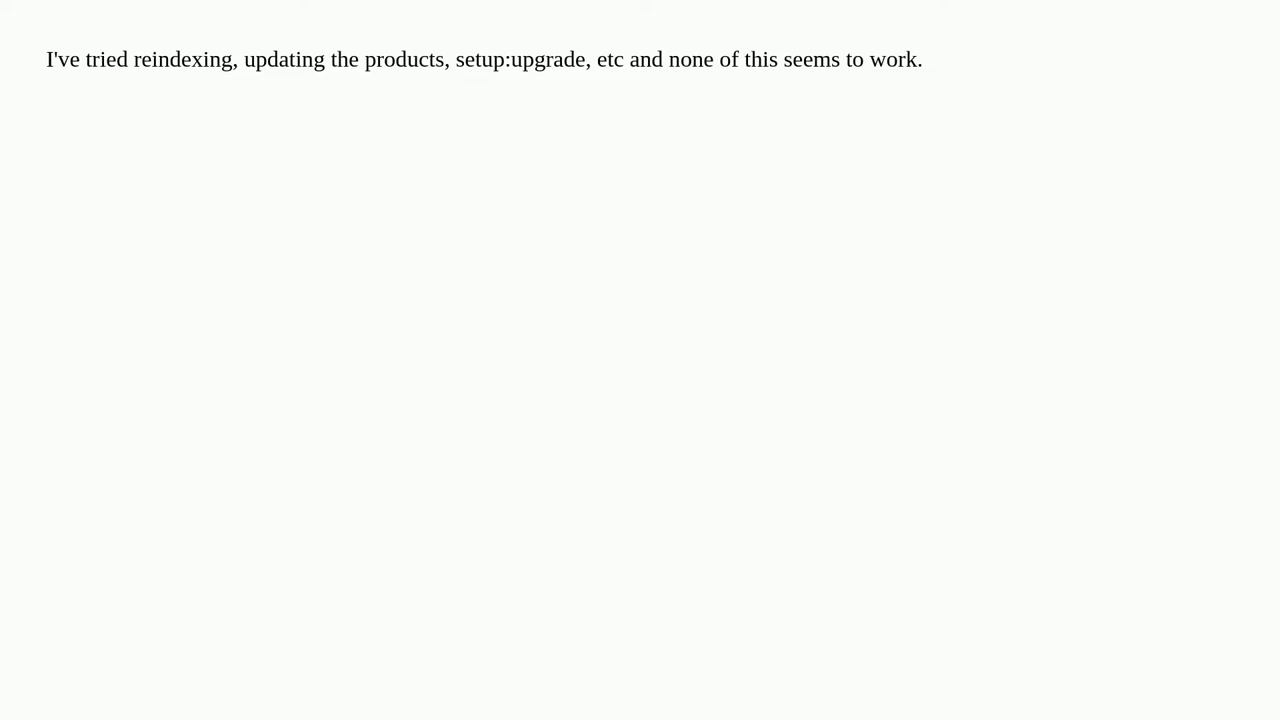 I've tried reindexing, updating the products, setup:upgrade, etc and none of this seems to work.